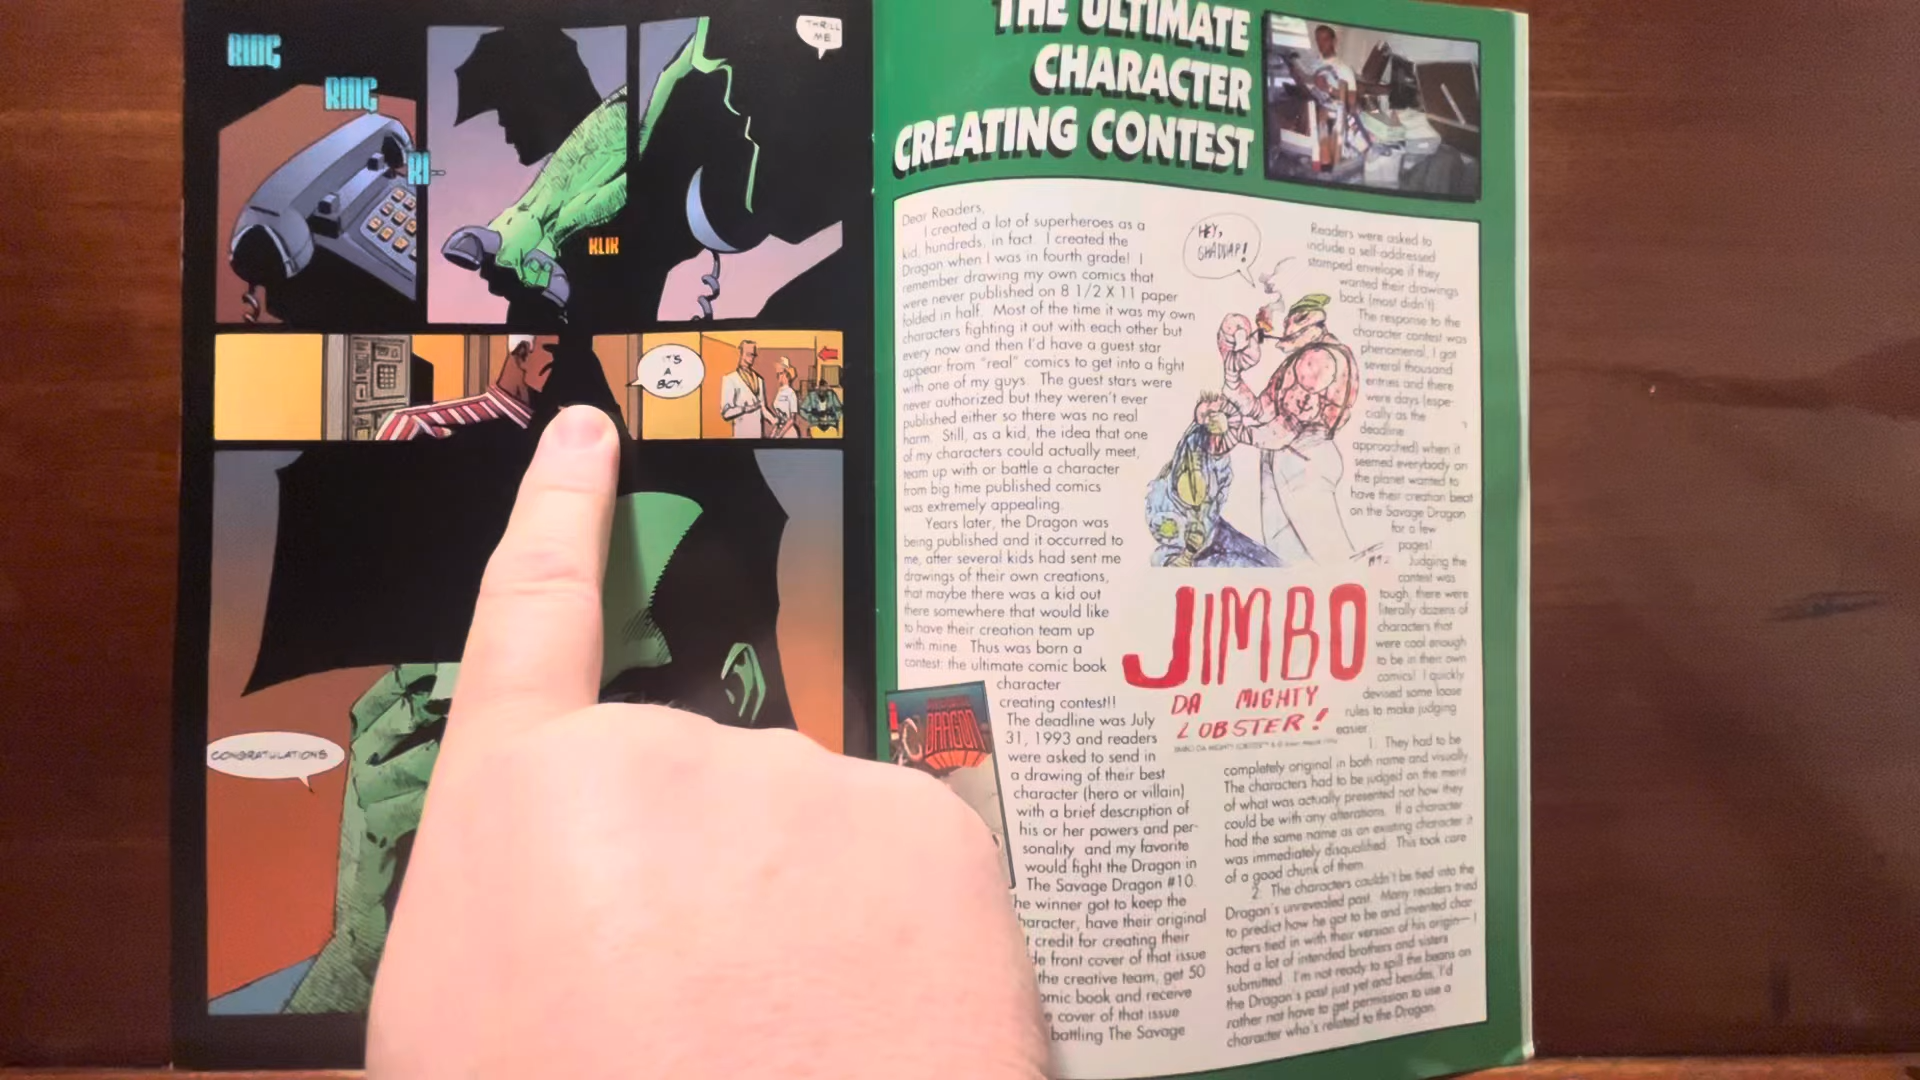 RING
RING
RI-
KLIK
THRILL
ME.
IT'S
A
BOY.
CONGRATULATIONS
THE ULTIMATE
CHARACTER
CREATING CONTEST
Dear Readers,
I created a lot of superheroes as a
kid, hundreds, in fact. I created the
Dragon when I was in fourth grade! I
remember drawing my own comics that
were never published on 8 1/2 X 11 paper
folded in half. Most of the time it was my own
characters fighting it out with each other but
every now and then I'd have a guest star
appear from "real" comics to get into a fight
with one of my guys. The guest stars were
never authorized but they weren't ever
published either so there was no real
harm. Still, as a kid, the idea that one
of my characters could actually meet,
team up with or battle a character
from big time published comics
was extremely appealing.
Years later, the Dragon was
being published and it occurred to
me, after several kids had sent me
drawings of their own creations,
that maybe there was a kid out
there somewhere that would like
to have their creation team up
with mine. Thus was born a
contest: the ultimate comic book
character
creating contest!!
The deadline was July
31, 1993 and readers
were asked to send in
a drawing of their best
character (hero or villain)
with a brief description of
his or her powers and per-
sonality and my favorite
would fight the Dragon in
The Savage Dragon #10.
he winner got to keep the
haracter, have their original
credit for creating their
de front cover of that issue
the creative team, get 50
omic book and receive
cover of that issue
battling The Savage
DRAGON
HEY,
SHADDAP!
JIMBO
DA MIGHTY
LOBSTER!
Readers were asked to
include a self-addressed
stamped envelope if they
wanted their drawings
back (most didn't).
The response to the
character contest was
phenomenal. I got
several thousand
entries and there
were days (espe-
cially as the
deadline
approached) when it
seemed everybody on
the planet wanted to
have their creation beat
on the Savage Dragon
for a few
pages!
Judging the
contest was
tough, there were
literally dozens of
characters that
were cool enough
to be in their own
comics! I quickly
devised some loose
rules to make judging
easier.
1. They had to be
completely original in both name and visually.
The characters had to be judged on the merit
of what was actually presented not how they
could be with any alterations. If a character
had the same name as an existing character it
was immediately disqualified. This took care
of a good chunk of them.
2. The characters couldn't be tied into the
Dragon's unrevealed past. Many readers tried
to predict how he got to be and invented char
acters tied in with their version of his origin—I
had a lot of intended brothers and sisters
submitted. I'm not ready to spill the beans on
the Dragon's past just yet and besides, I'd
rather not have to get permission to use a
character who's related to the Dragon.